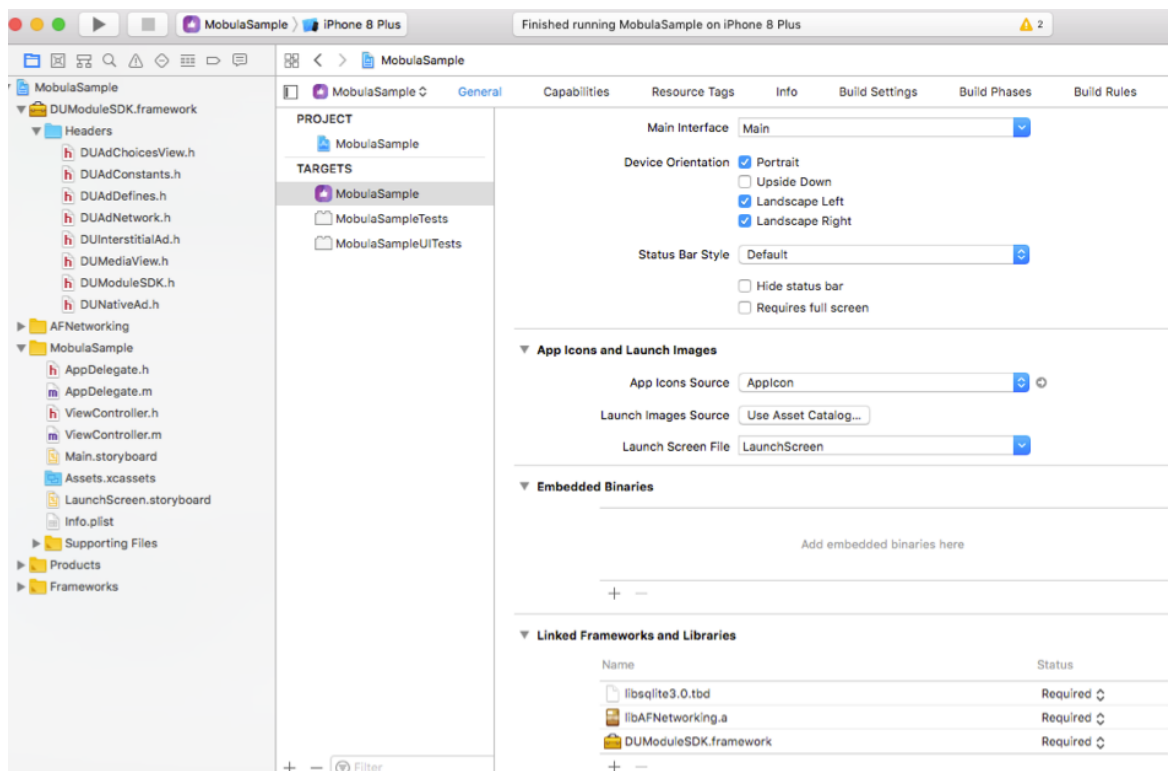 MobulaSample
iPhone 8 Plus
Finished running MobulaSample on iPhone 8 Plus
2
MobulaSample
DUModuleSDK.framework
Headers
h DUAdChoicesView.h
h DUAdConstants.h
h DUAdDefines.h
h DUAdNetwork.h
h DUInterstitialAd.h
h DUMediaView.h
h DUModuleSDK.h
h DUNativeAd.h
AFNetworking
MobulaSample
h AppDelegate.h
m AppDelegate.m
h ViewController.h
m ViewController.m
Main.storyboard
Assets.xcassets
LaunchScreen.storyboard
Info.plist
Supporting Files
Products
Frameworks
MobulaSample
MobulaSample
General
Capabilities
Resource Tags
Info
Build Settings
Build Phases
Build Rules
PROJECT
MobulaSample
TARGETS
MobulaSample
MobulaSampleTests
MobulaSampleUITests
Filter
Main Interface Main
Device Orientation Portrait
Upside Down
Landscape Left
Landscape Right
Status Bar Style Default
Hide status bar
Requires full screen
App Icons and Launch Images
App Icons Source AppIcon
Launch Images Source Use Asset Catalog...
Launch Screen File LaunchScreen
Embedded Binaries
Add embedded binaries here
Linked Frameworks and Libraries
Name Status
libsqlite3.0.tbd Required
libAFNetworking.a Required
DUModuleSDK.framework Required